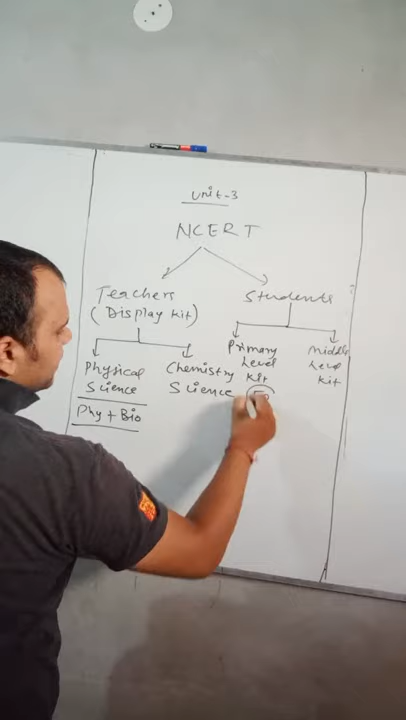 Unit-3
NCERT
Teachers
(Display Kit)
Physical
Science
Phy + Bio
Chemistry
Science
Students
Primary
Level
Kit
Middle
Level
Kit